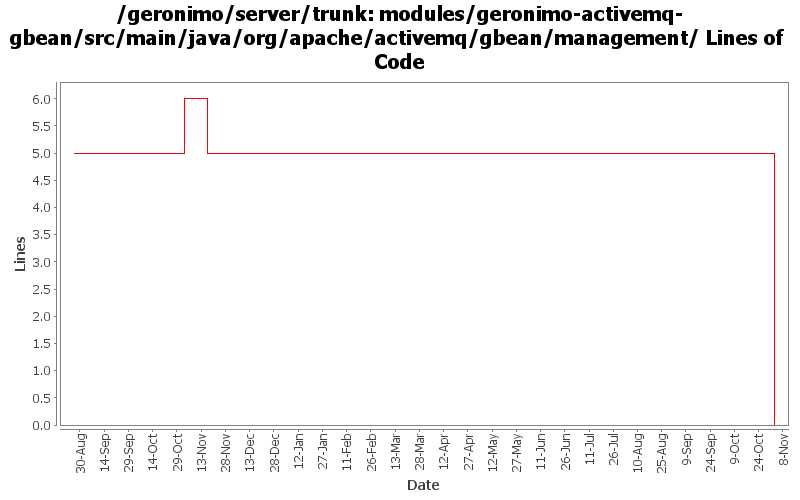 /geronimo/server/trunk: modules/geronimo-activemq-
gbean/src/main/java/org/apache/activemq/gbean/management/ Lines of
Code
Lines
6.0
5.5
5.0
4.5
4.0
3.5
3.0
2.5
2.0
1.5
1.0
0.5
0.0
30-Aug
14-Sep
29-Sep
14-Oct
29-Oct
13-Nov
28-Nov
13-Dec
28-Dec
12-Jan
27-Jan
11-Feb
26-Feb
13-Mar
28-Mar
12-Apr
27-Apr
12-May
27-May
11-Jun
26-Jun
11-Jul
26-Jul
10-Aug
25-Aug
9-Sep
24-Sep
9-Oct
24-Oct
8-Nov
Date